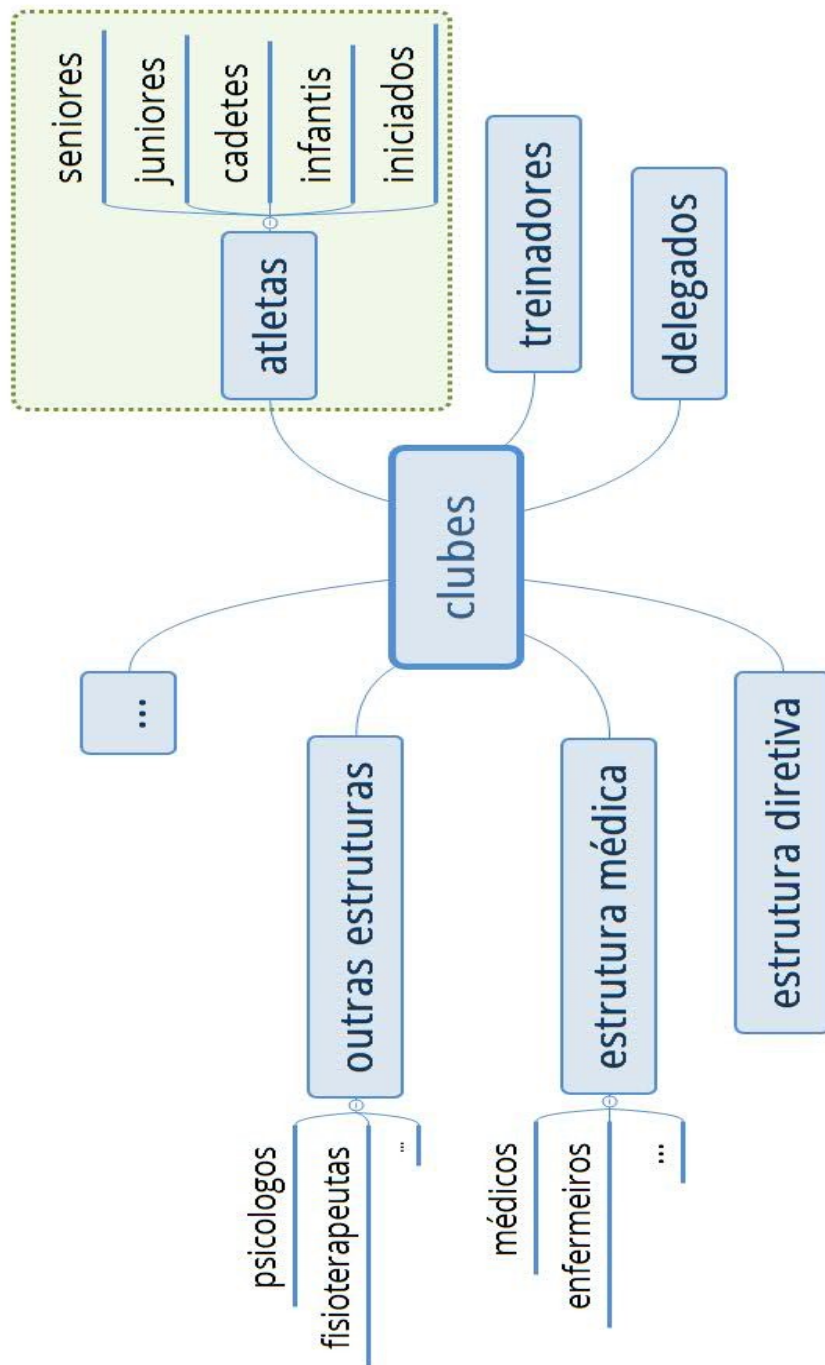 clubes
atletas
seniores
juniores
cadetes
infantis
iniciados
treinadores
delegados
...
outras estruturas
psicologos
fisioterapeutas
...
estrutura médica
médicos
enfermeiros
...
estrutura diretiva